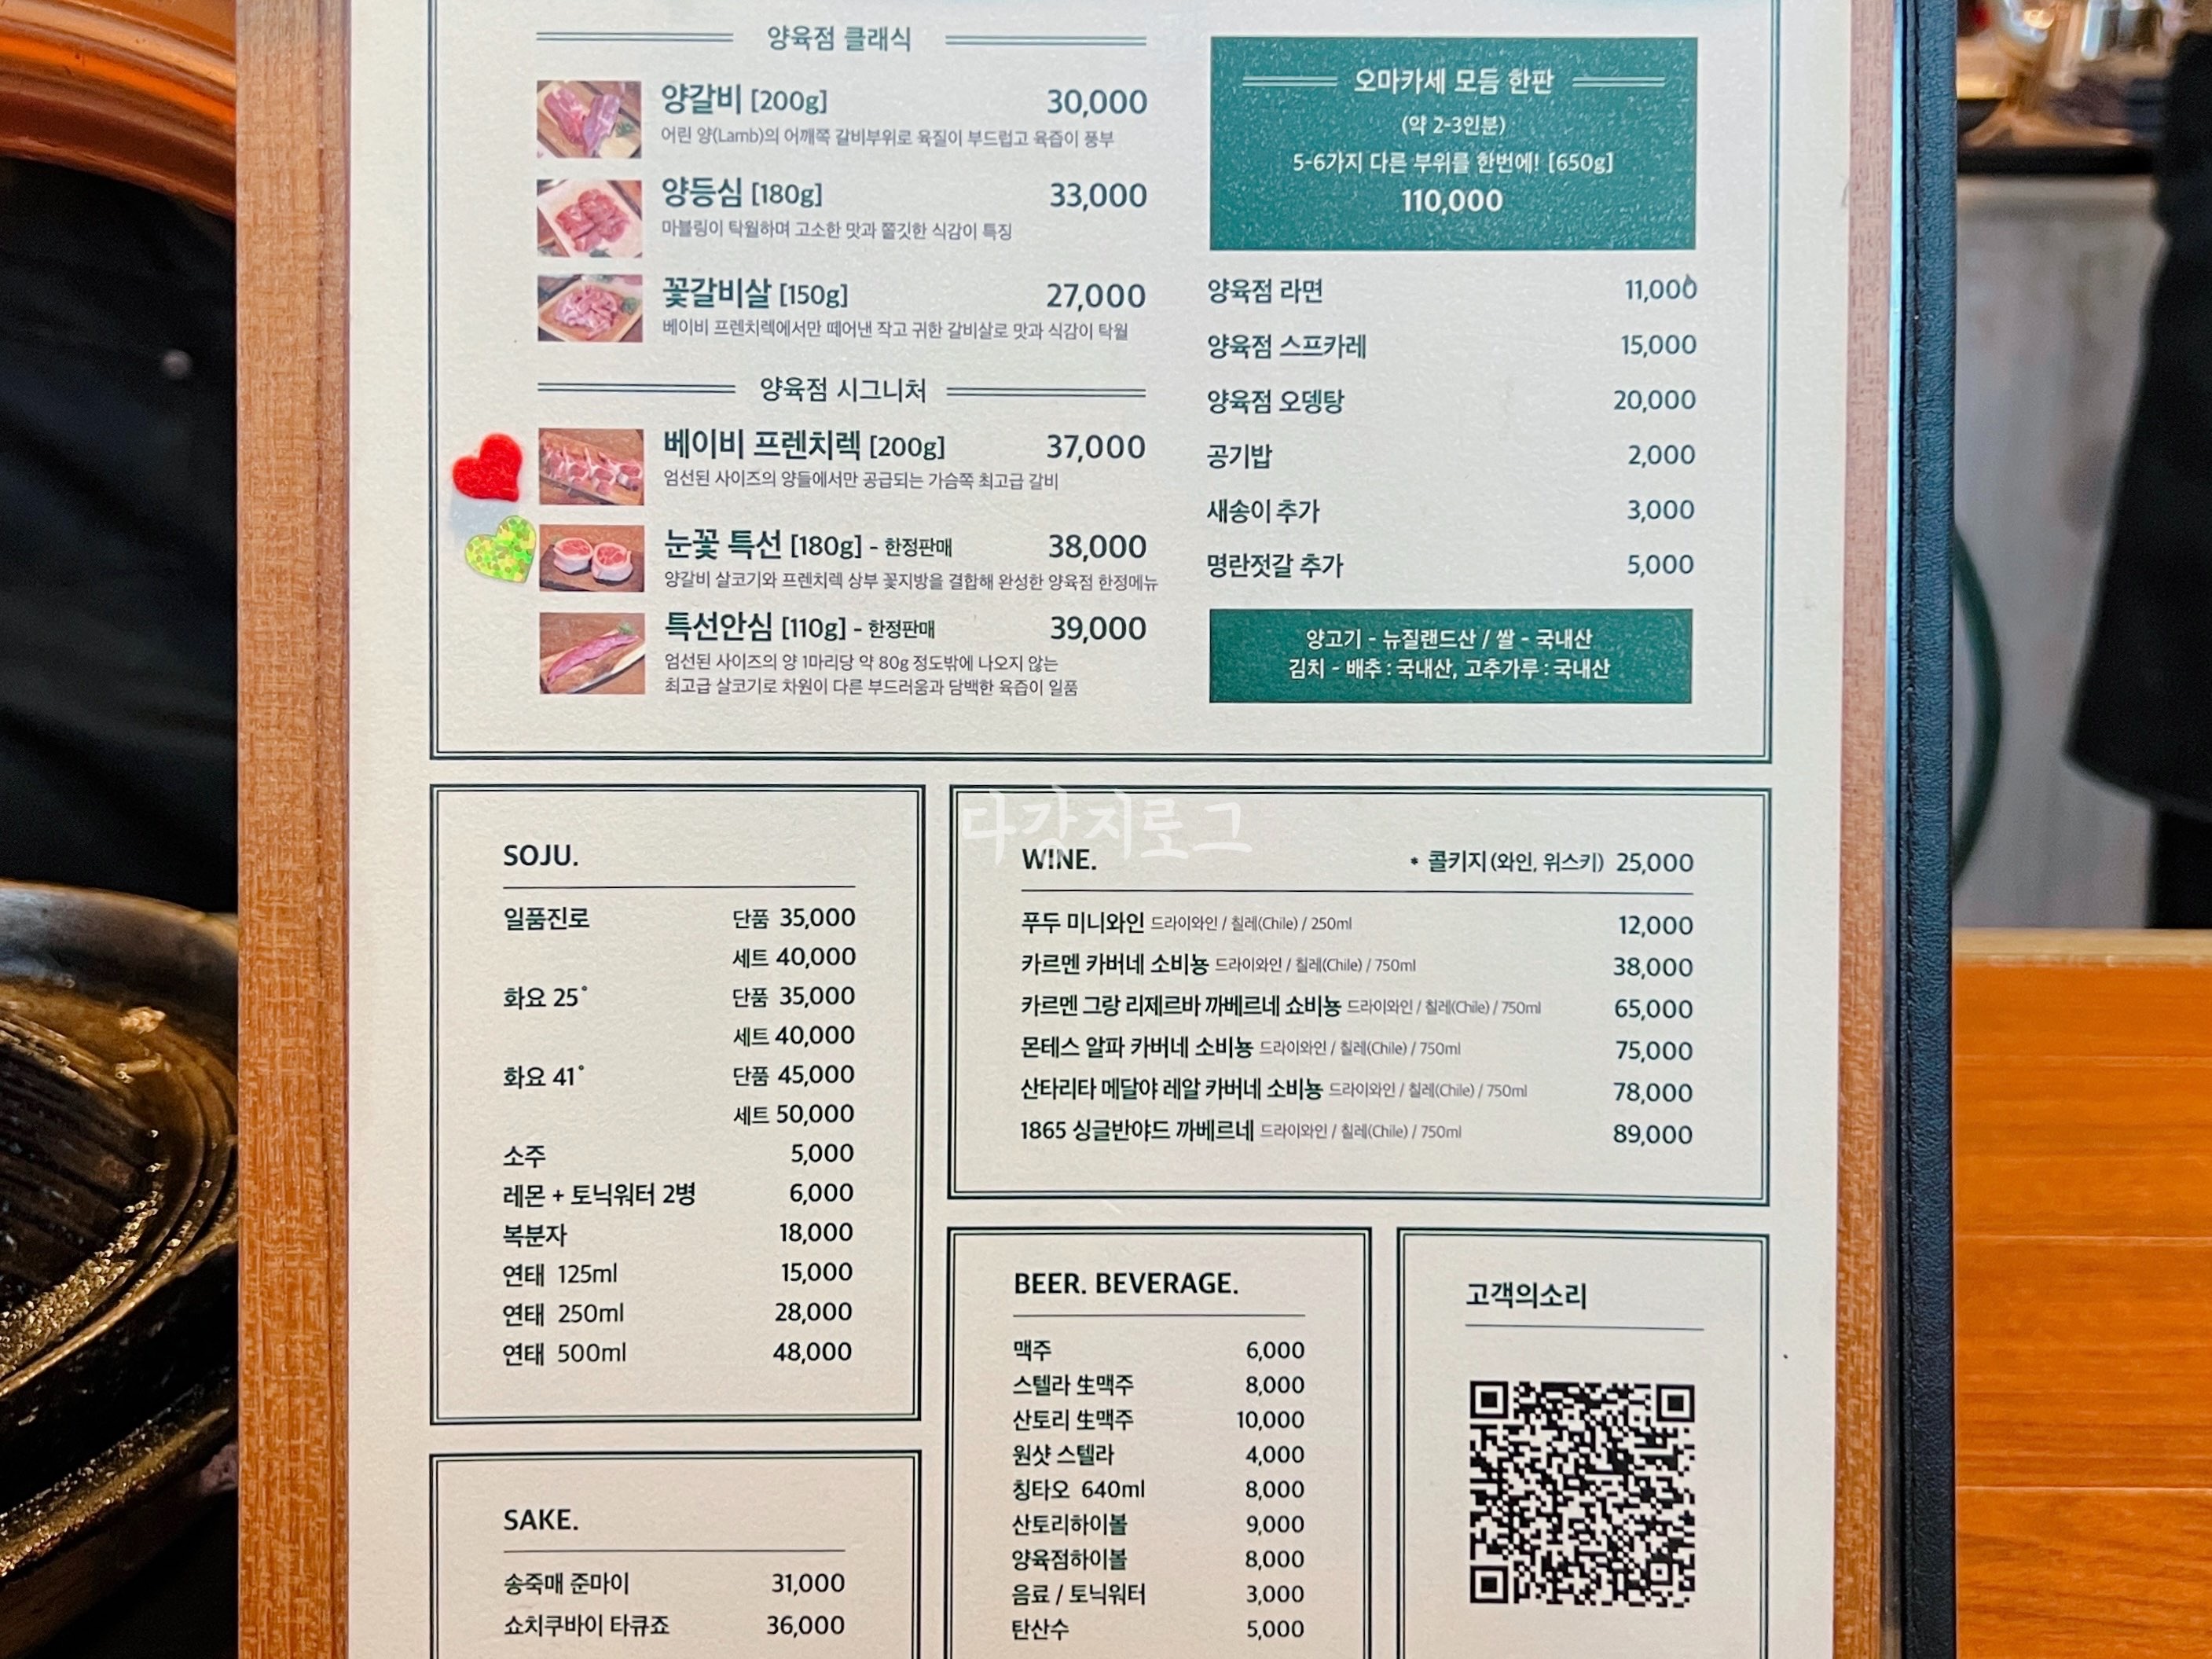 양육점 클래식
양갈비 [200g] 30,000
어린 양(Lamb)의 어깨쪽 갈비부위로 육질이 부드럽고 육즙이 풍부
양등심 [180g] 33,000
마블링이 탁월하며 고소한 맛과 쫄깃한 식감이 특징
꽃갈비살 [150g] 27,000
베이비 프렌치렉에서만 떼어낸 작고 귀한 갈비살로 맛과 식감이 탁월
양육점 시그니처
베이비 프렌치렉 [200g] 37,000
엄선된 사이즈의 양들에서만 공급되는 가슴쪽 최고급 갈비
눈꽃 특선 [180g] - 한정판매 38,000
양갈비 살코기와 프렌치렉 상부 꽃지방을 결합해 완성한 양육점 한정메뉴
특선안심 [110g] - 한정판매 39,000
엄선된 사이즈의 양 1마리당 약 80g 정도밖에 나오지 않는
최고급 살코기로 차원이 다른 부드러움과 담백한 육즙이 일품
오마카세 모듬 한판
(약 2-3인분)
5-6가지 다른 부위를 한번에! [650g]
110,000
양육점 라면 11,000
양육점 스프카레 15,000
양육점 오뎅탕 20,000
공기밥 2,000
새송이 추가 3,000
명란젓갈 추가 5,000
양고기 - 뉴질랜드산 / 쌀 - 국내산
김치 - 배추 : 국내산, 고추가루 : 국내산
다강지로그
SOJU.
일품진로 단품 35,000
세트 40,000
화요 25˚ 단품 35,000
세트 40,000
화요 41˚ 단품 45,000
세트 50,000
소주 5,000
레몬 + 토닉워터 2병 6,000
복분자 18,000
연태 125ml 15,000
연태 250ml 28,000
연태 500ml 48,000
SAKE.
송죽매 준마이 31,000
쇼치쿠바이 타큐죠 36,000
WINE. * 콜키지 (와인, 위스키) 25,000
푸두 미니와인 드라이와인 / 칠레(Chile) / 250ml 12,000
카르멘 카버네 소비뇽 드라이와인 / 칠레(Chile) / 750ml 38,000
카르멘 그랑 리제르바 까베르네 쇼비뇽 드라이와인 / 칠레(Chile) / 750ml 65,000
몬테스 알파 카버네 소비뇽 드라이와인 / 칠레(Chile) / 750ml 75,000
산타리타 메달야 레알 카버네 소비뇽 드라이와인 / 칠레(Chile) / 750ml 78,000
1865 싱글반야드 까베르네 드라이와인 / 칠레(Chile) / 750ml 89,000
BEER. BEVERAGE.
맥주 6,000
스텔라 生맥주 8,000
산토리 生맥주 10,000
원샷 스텔라 4,000
칭타오 640ml 8,000
산토리하이볼 9,000
양육점하이볼 8,000
음료 / 토닉워터 3,000
탄산수 5,000
고객의소리